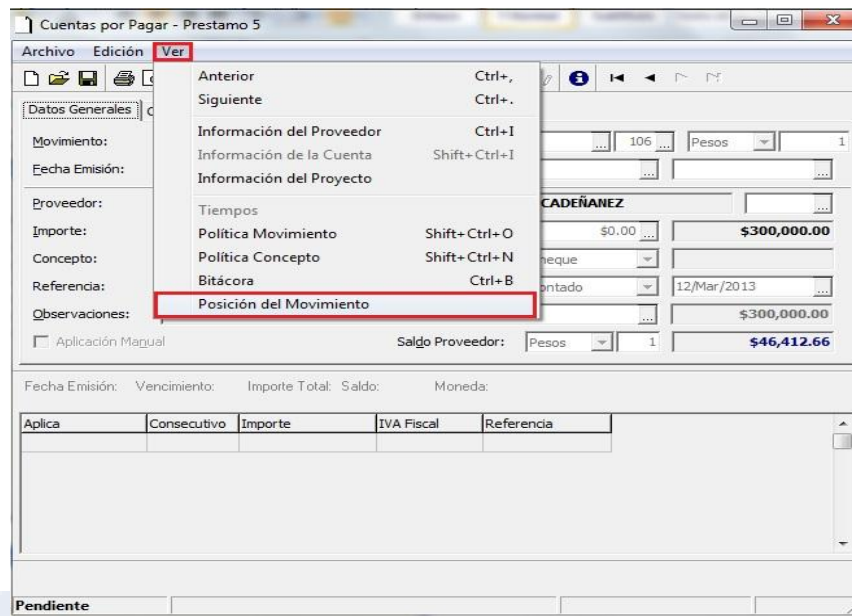 Cuentas por Pagar - Prestamo 5
Archivo Edición Ver
Anterior Ctrl+,
Siguiente Ctrl+.
Información del Proveedor Ctrl+I
Información de la Cuenta Shift+Ctrl+I
Información del Proyecto
Tiempos
Política Movimiento Shift+Ctrl+O
Política Concepto Shift+Ctrl+N
Bitácora Ctrl+B
Posición del Movimiento
Datos Generales
Movimiento: ... 106 ... Pesos 1
Fecha Emisión: ... ...
Proveedor: CADEÑANEZ ...
Importe: $0.00 ... $300,000.00
Concepto: heque
Referencia: ontado 12/Mar/2013 ...
Observaciones: ... $300,000.00
Aplicación Manual Saldo Proveedor: Pesos 1 $46,412.66
Fecha Emisión: Vencimiento: Importe Total: Saldo: Moneda:
Aplica Consecutivo Importe IVA Fiscal Referencia
Pendiente